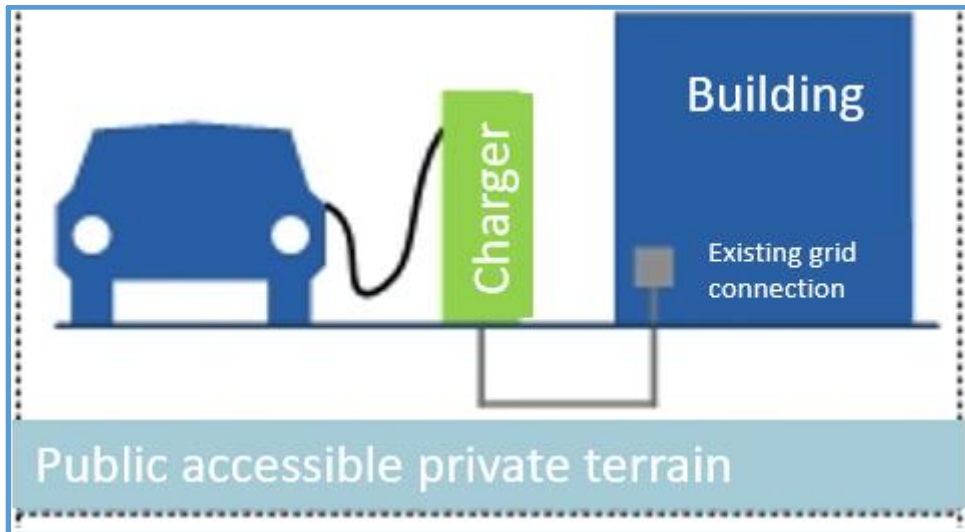 Building
Charger
Existing grid
connection
Public accessible private terrain